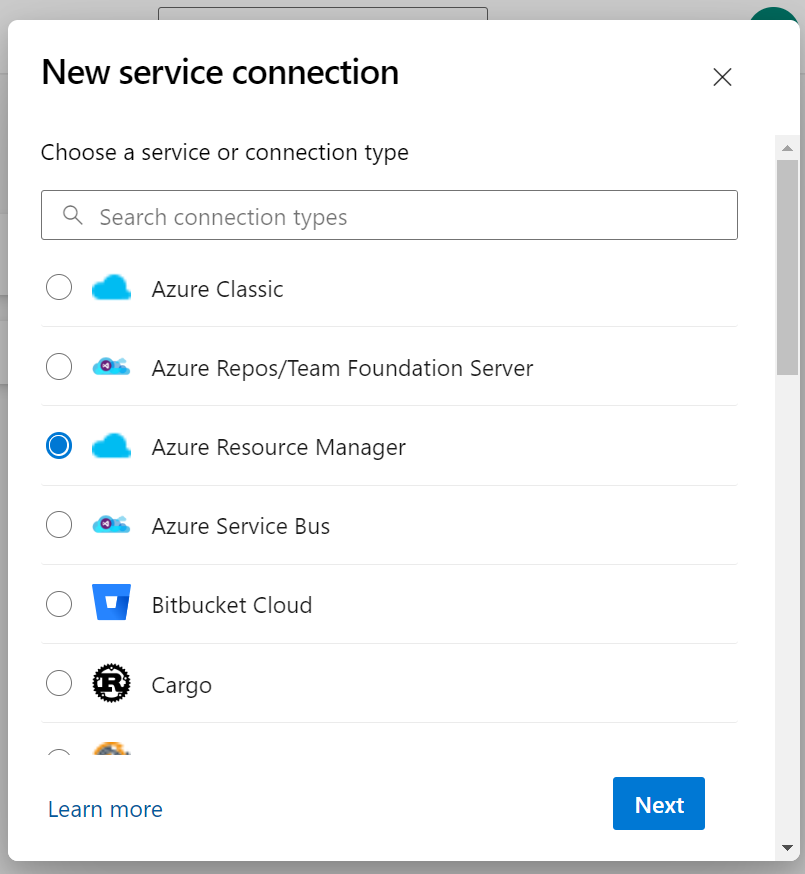 New service connection
Choose a service or connection type
Search connection types
Azure Classic
Azure Repos/Team Foundation Server
Azure Resource Manager
Azure Service Bus
Bitbucket Cloud
Cargo
Learn more
Next